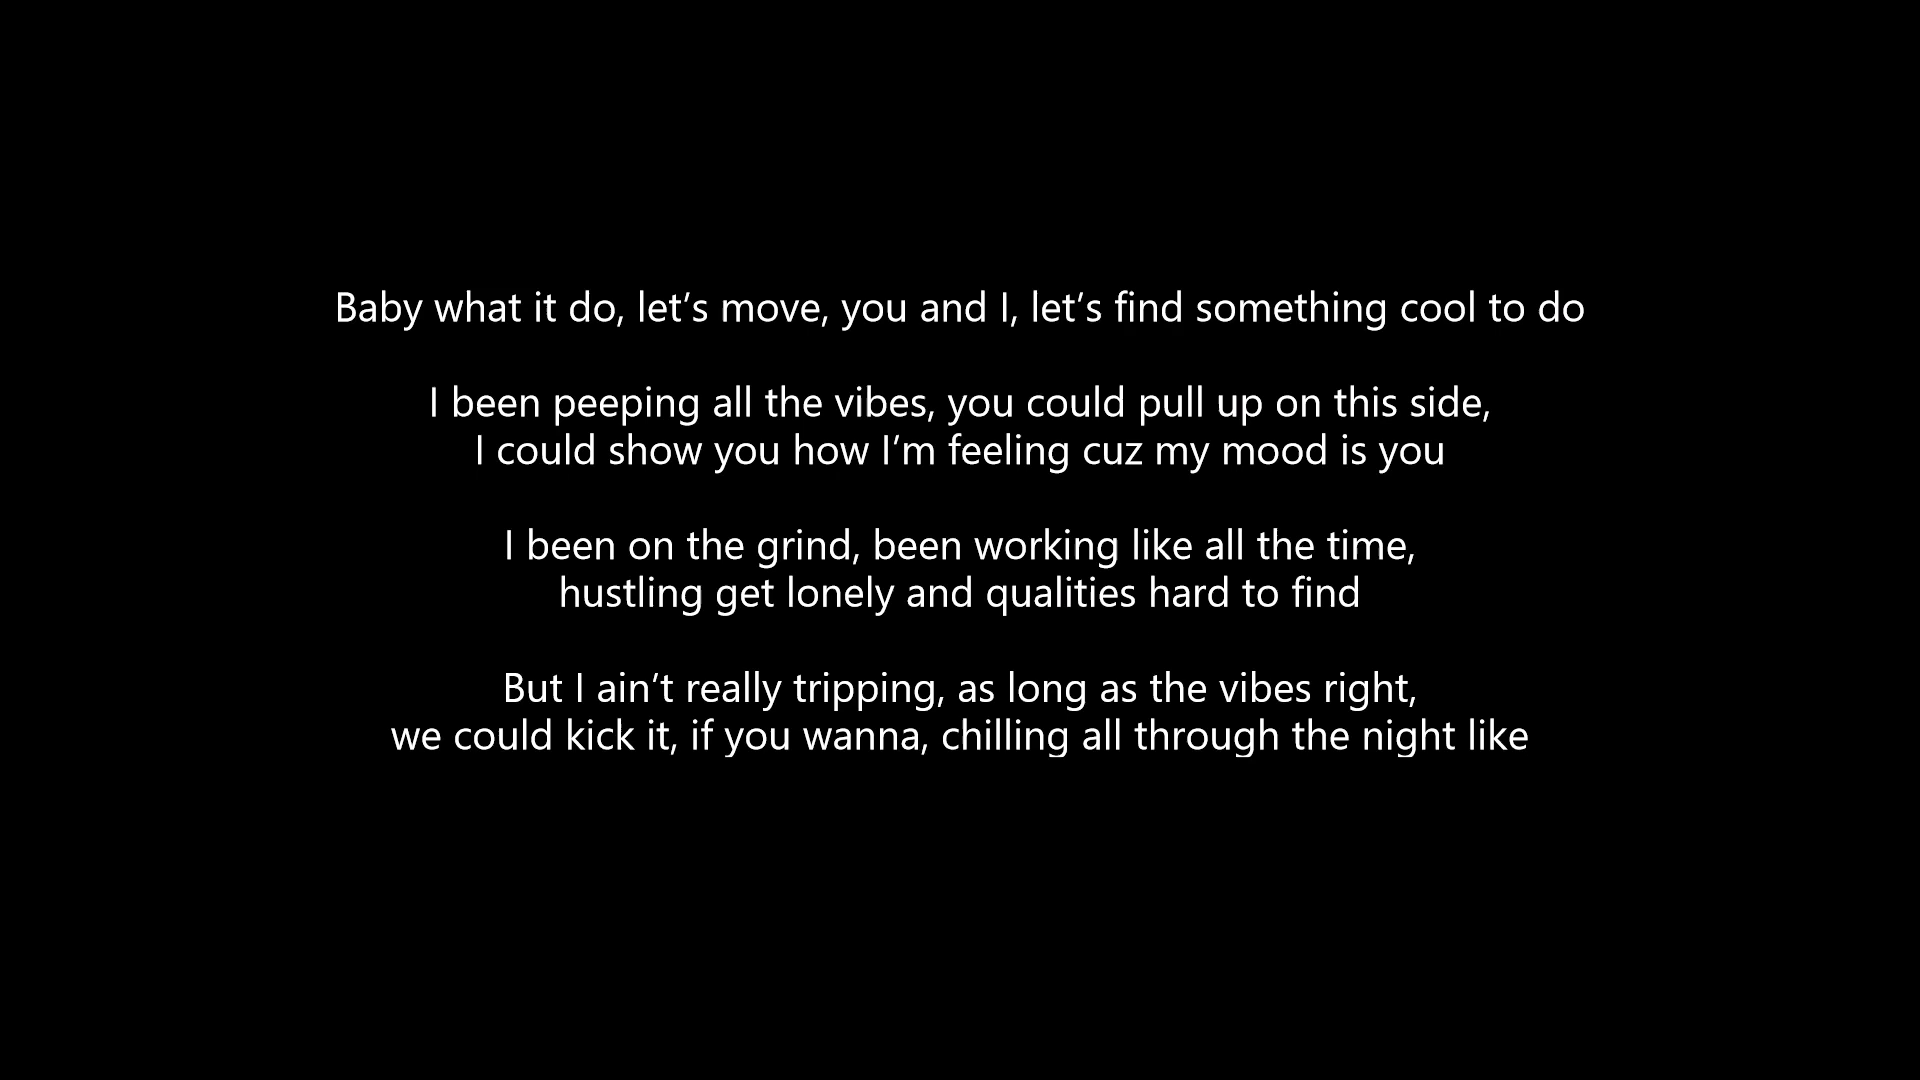 Baby what it do, let’s move, you and I, let’s find something cool to do
I been peeping all the vibes, you could pull up on this side,
I could show you how I’m feeling cuz my mood is you
I been on the grind, been working like all the time,
hustling get lonely and qualities hard to find
But I ain’t really tripping, as long as the vibes right,
we could kick it, if you wanna, chilling all through the night like